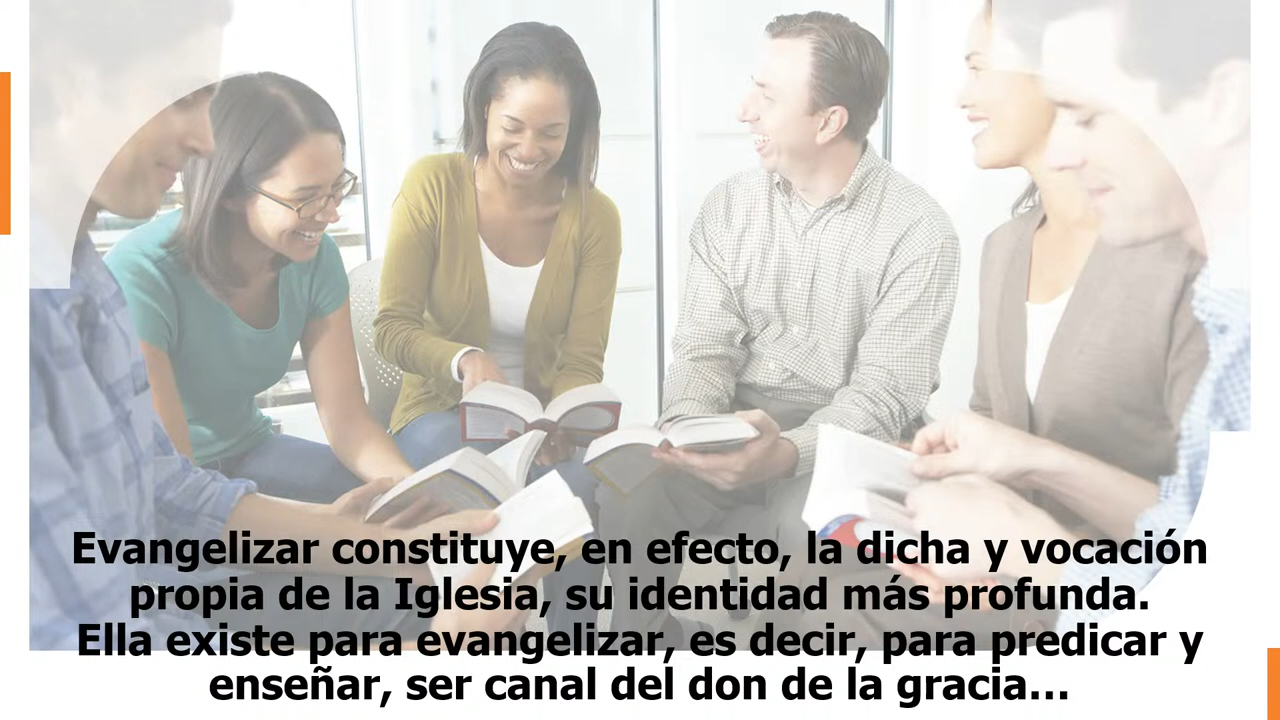 Evangelizar constituye, en efecto, la dicha y vocación
propia de la Iglesia, su identidad más profunda.
Ella existe para evangelizar, es decir, para predicar y
enseñar, ser canal del don de la gracia...